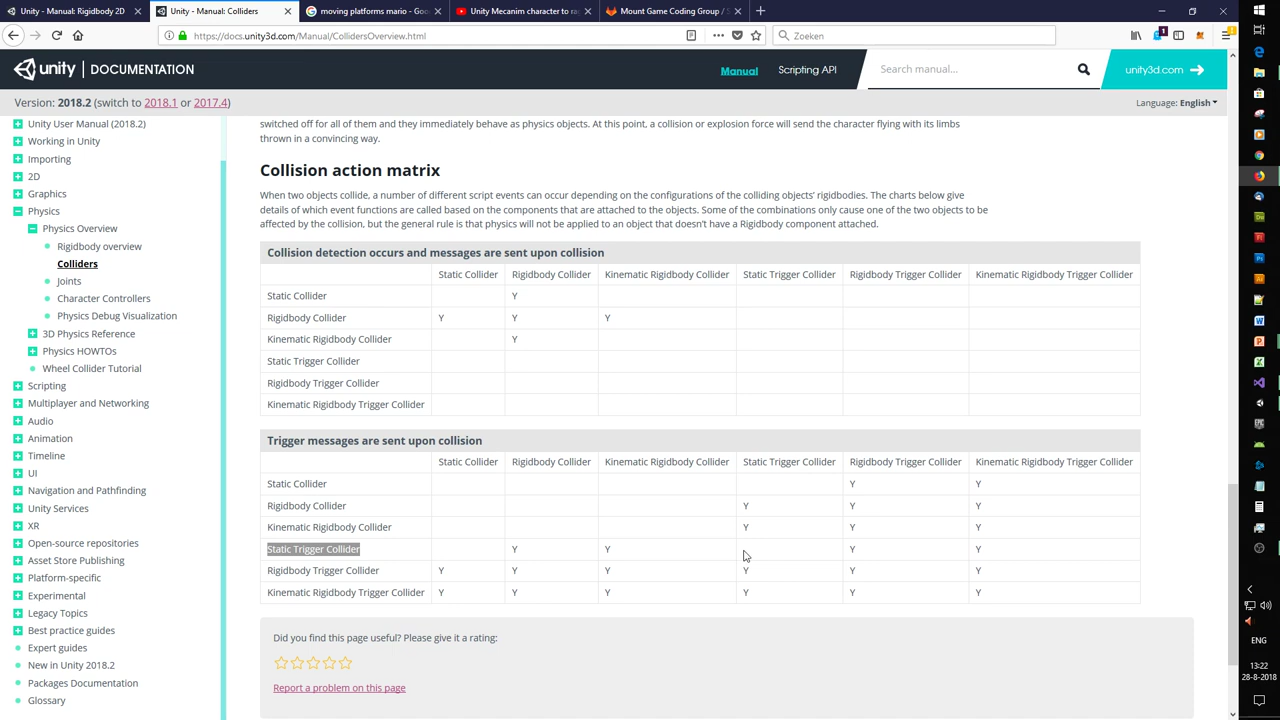 Unity - Manual: Rigidbody 2D
Unity - Manual: Colliders
moving platforms mario - Goo
Unity Mecanim character to rag
Mount Game Coding Group / S
https://docs.unity3d.com/Manual/CollidersOverview.html
Zoeken
1
unity | DOCUMENTATION
Manual
Scripting API
Search manual...
unity3d.com
Version: 2018.2 (switch to 2018.1 or 2017.4)
Language: English
Unity User Manual (2018.2)
Working in Unity
Importing
2D
Graphics
Physics
Physics Overview
Rigidbody overview
Colliders
Joints
Character Controllers
Physics Debug Visualization
3D Physics Reference
Physics HOWTOs
Wheel Collider Tutorial
Scripting
Multiplayer and Networking
Audio
Animation
Timeline
UI
Navigation and Pathfinding
Unity Services
XR
Open-source repositories
Asset Store Publishing
Platform-specific
Experimental
Legacy Topics
Best practice guides
Expert guides
New in Unity 2018.2
Packages Documentation
Glossary
switched off for all of them and they immediately behave as physics objects. At this point, a collision or explosion force will send the character flying with its limbs
thrown in a convincing way.
Collision action matrix
When two objects collide, a number of different script events can occur depending on the configurations of the colliding objects' rigidbodies. The charts below give
details of which event functions are called based on the components that are attached to the objects. Some of the combinations only cause one of the two objects to be
affected by the collision, but the general rule is that physics will not be applied to an object that doesn't have a Rigidbody component attached.
Collision detection occurs and messages are sent upon collision
Static Collider Rigidbody Collider Kinematic Rigidbody Collider Static Trigger Collider Rigidbody Trigger Collider Kinematic Rigidbody Trigger Collider
Static Collider Y
Rigidbody Collider Y Y Y
Kinematic Rigidbody Collider Y
Static Trigger Collider
Rigidbody Trigger Collider
Kinematic Rigidbody Trigger Collider
Trigger messages are sent upon collision
Static Collider Rigidbody Collider Kinematic Rigidbody Collider Static Trigger Collider Rigidbody Trigger Collider Kinematic Rigidbody Trigger Collider
Static Collider Y Y
Rigidbody Collider Y Y Y
Kinematic Rigidbody Collider Y Y Y
Static Trigger Collider Y Y Y Y
Rigidbody Trigger Collider Y Y Y Y Y Y
Kinematic Rigidbody Trigger Collider Y Y Y Y Y Y
Did you find this page useful? Please give it a rating:
Report a problem on this page
ENG
13:22
28-8-2018